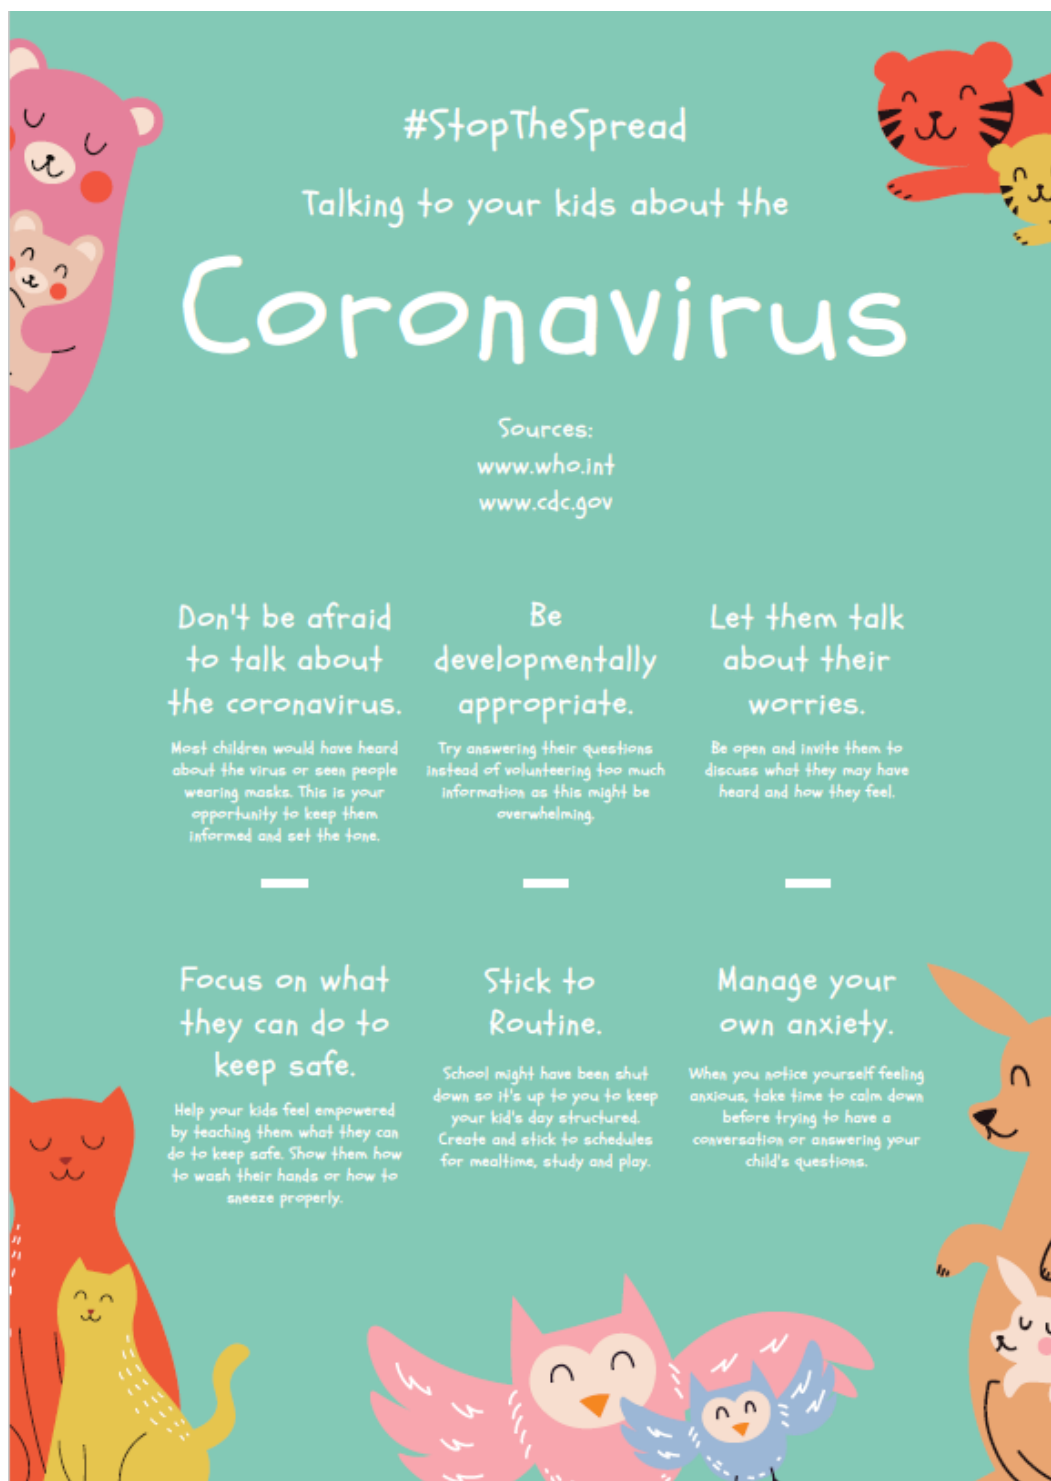 #StopTheSpread
Talking to your kids about the
Coronavirus
Sources:
www.who.int
www.cdc.gov
Don't be afraid
to talk about
the coronavirus.
Most children would have heard
about the virus or seen people
wearing masks. This is your
opportunity to keep them
informed and set the tone.
Be
developmentally
appropriate.
Try answering their questions
instead of volunteering too much
information as this might be
overwhelming.
Let them talk
about their
worries.
Be open and invite them to
discuss what they may have
heard and how they feel.
Focus on what
they can do to
keep safe.
Help your kids feel empowered
by teaching them what they can
do to keep safe. Show them how
to wash their hands or how to
sneeze properly.
Stick to
Routine.
School might have been shut
down so it's up to you to keep
your kid's day structured.
Create and stick to schedules
for mealtime, study and play.
Manage your
own anxiety.
When you notice yourself feeling
anxious, take time to calm down
before trying to have a
conversation or answering your
child's questions.